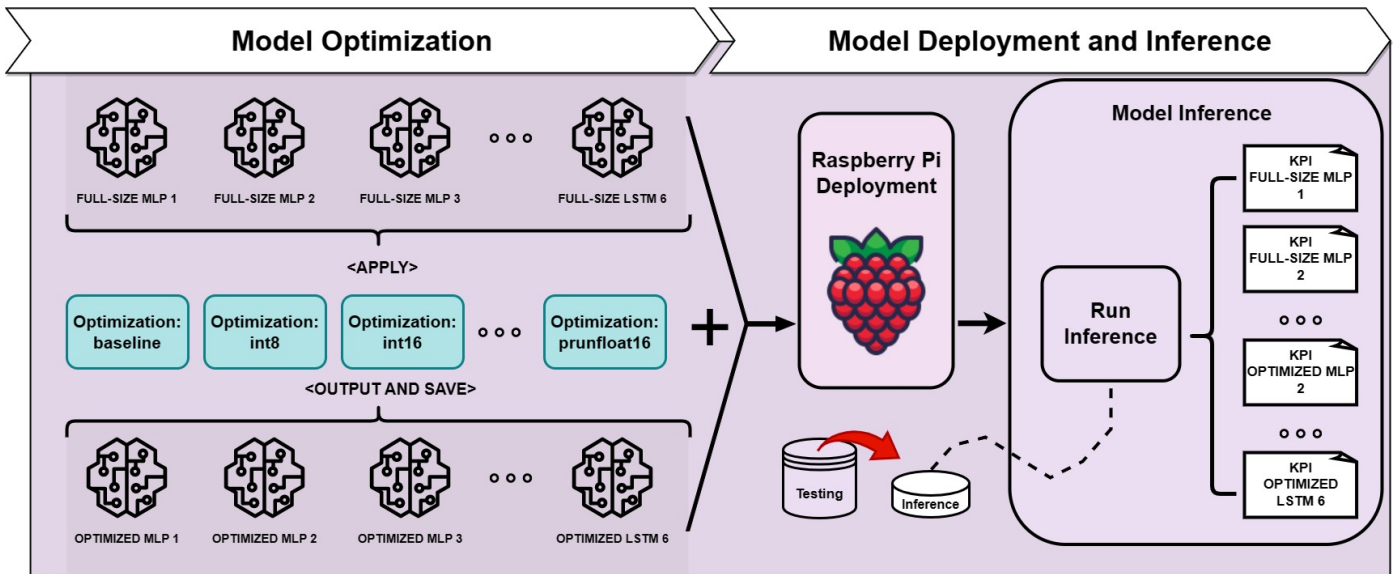 Model Optimization
Model Deployment and Inference
FULL-SIZE MLP 1
FULL-SIZE MLP 2
FULL-SIZE MLP 3
FULL-SIZE LSTM 6
<APPLY>
Optimization:
baseline
Optimization:
int8
Optimization:
int16
Optimization:
prunfloat16
<OUTPUT AND SAVE>
OPTIMIZED MLP 1
OPTIMIZED MLP 2
OPTIMIZED MLP 3
OPTIMIZED LSTM 6
+
Raspberry Pi
Deployment
Testing
Inference
Model Inference
Run
Inference
KPI
FULL-SIZE MLP
1
KPI
FULL-SIZE MLP
2
KPI
OPTIMIZED MLP
2
KPI
OPTIMIZED
LSTM 6